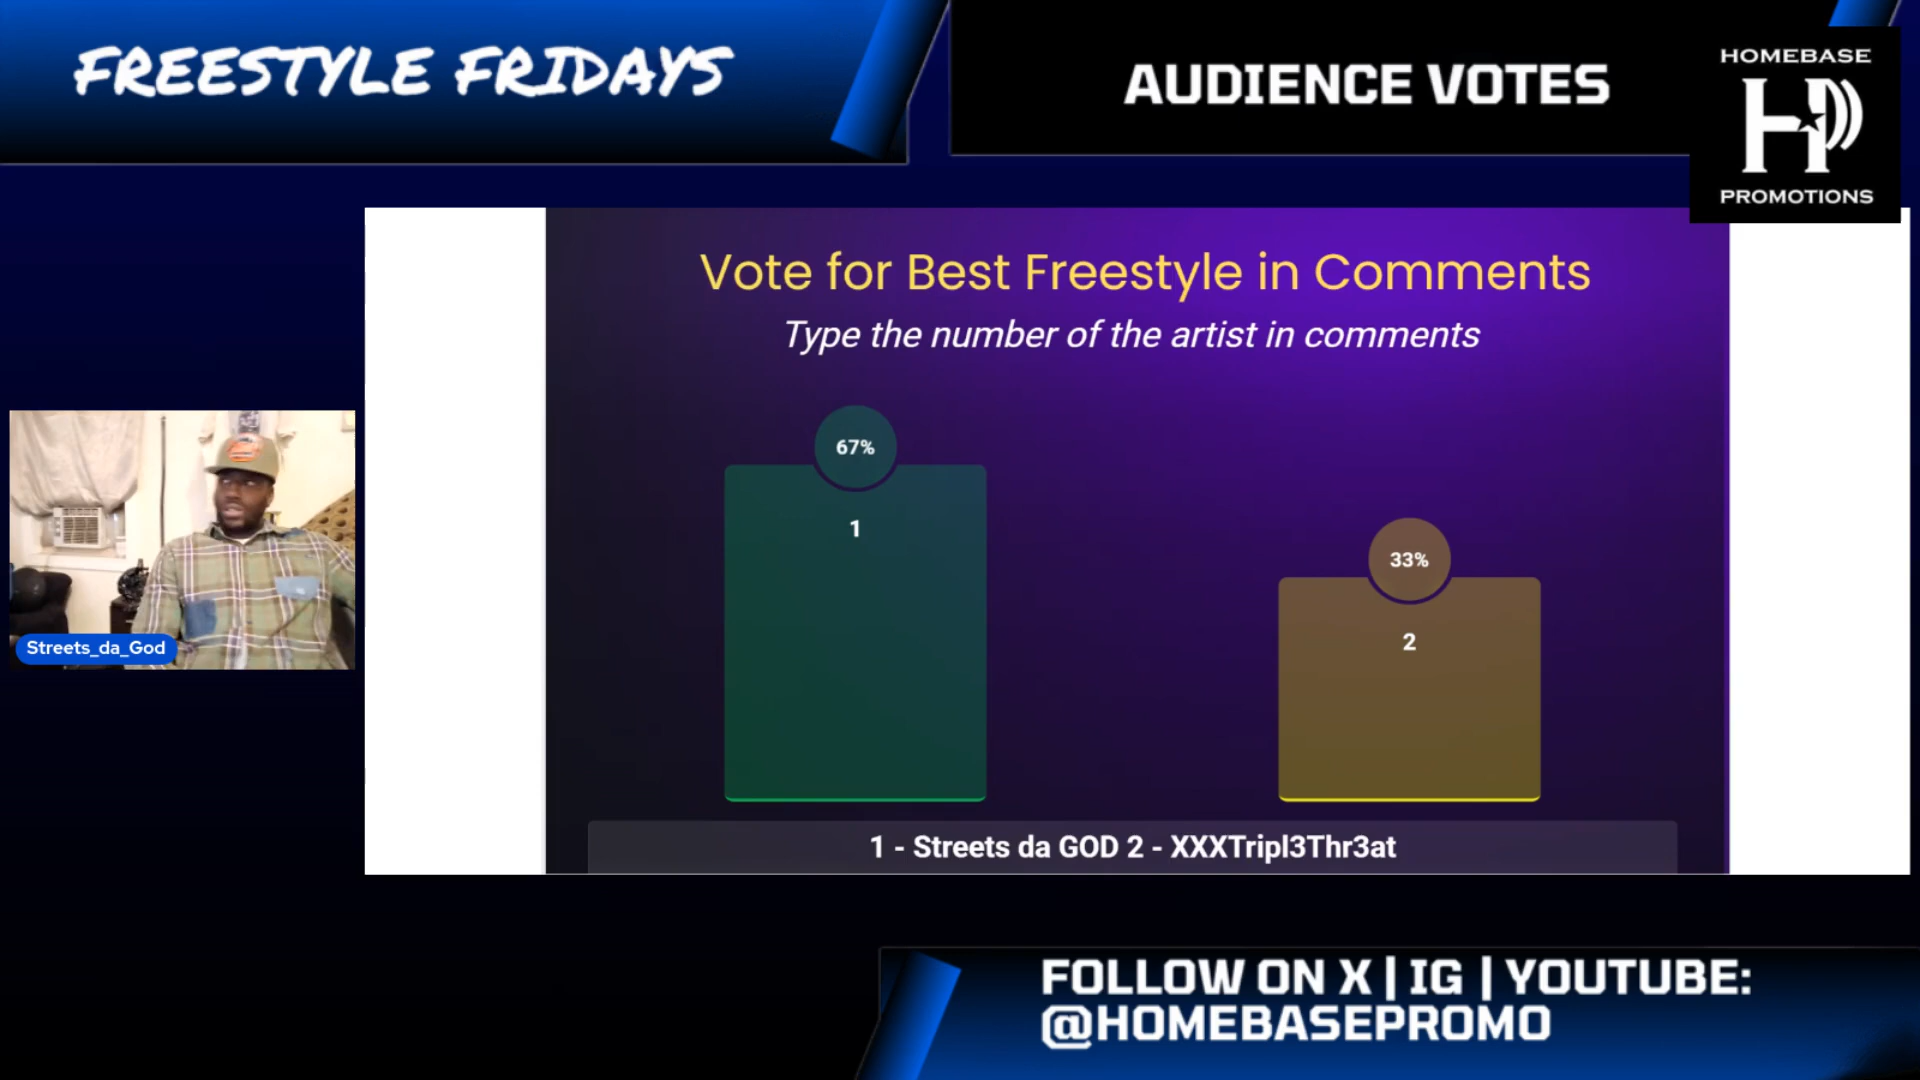 FREESTYLE FRIDAYS
AUDIENCE VOTES
HOMEBASE
H
PROMOTIONS
Vote for Best Freestyle in Comments
Type the number of the artist in comments
67%
1
33%
2
Streets_da_God
1 - Streets da GOD 2 - XXXTripl3Thr3at
FOLLOW ON X | IG | YOUTUBE:
@HOMEBASEPROMO